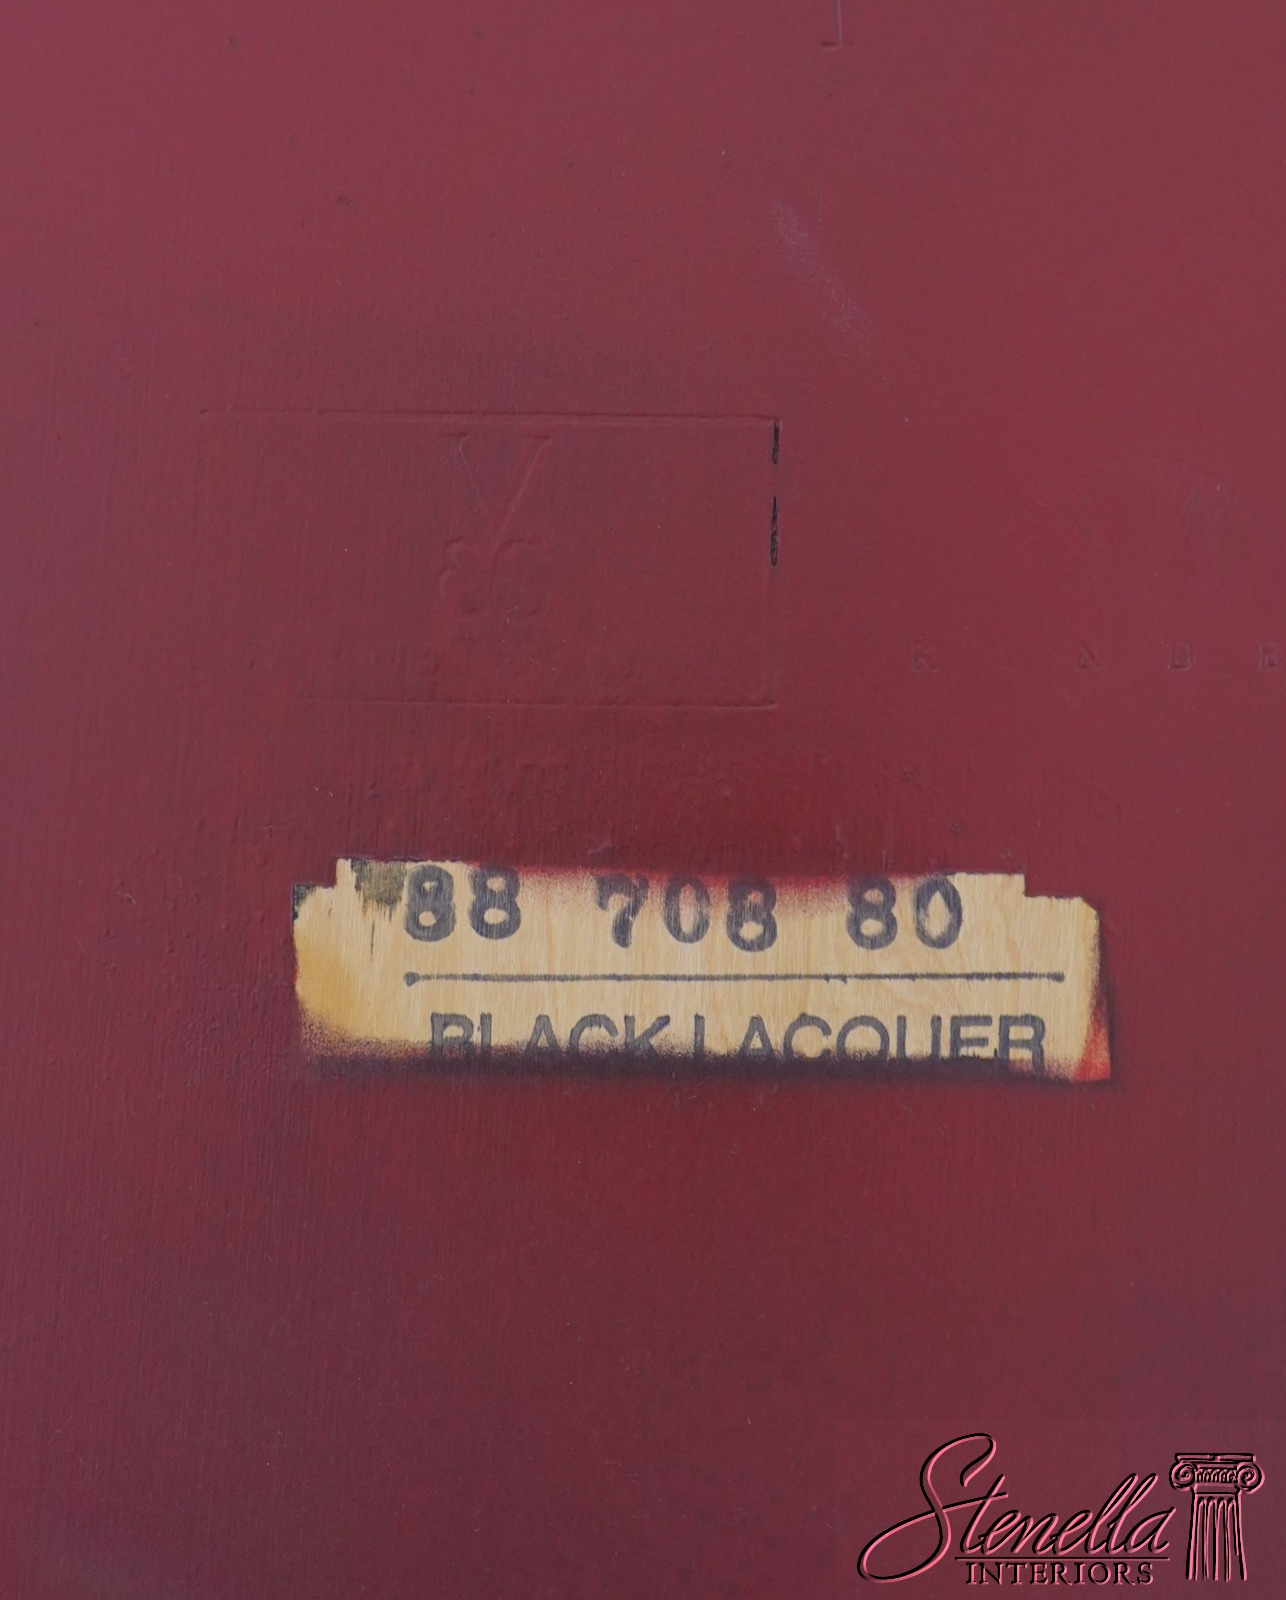 V
K I N D E
88 708 80
BLACK LACQUER
Stenella
INTERIORS